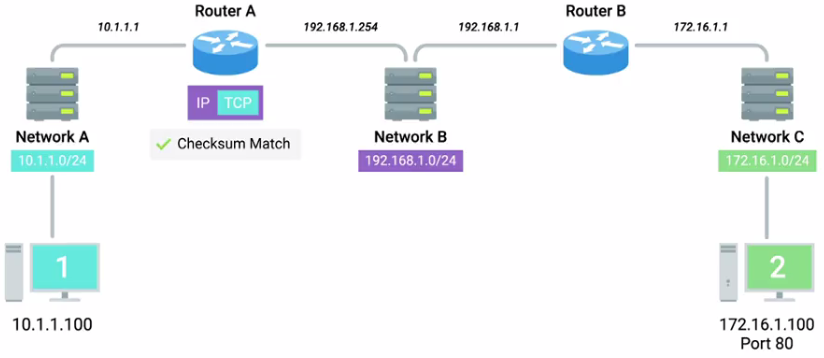 Router A
Router B
10.1.1.1
192.168.1.254
192.168.1.1
172.16.1.1
IP TCP
Checksum Match
Network A
Network B
Network C
10.1.1.0/24
192.168.1.0/24
172.16.1.0/24
1
2
10.1.1.100
172.16.1.100
Port 80